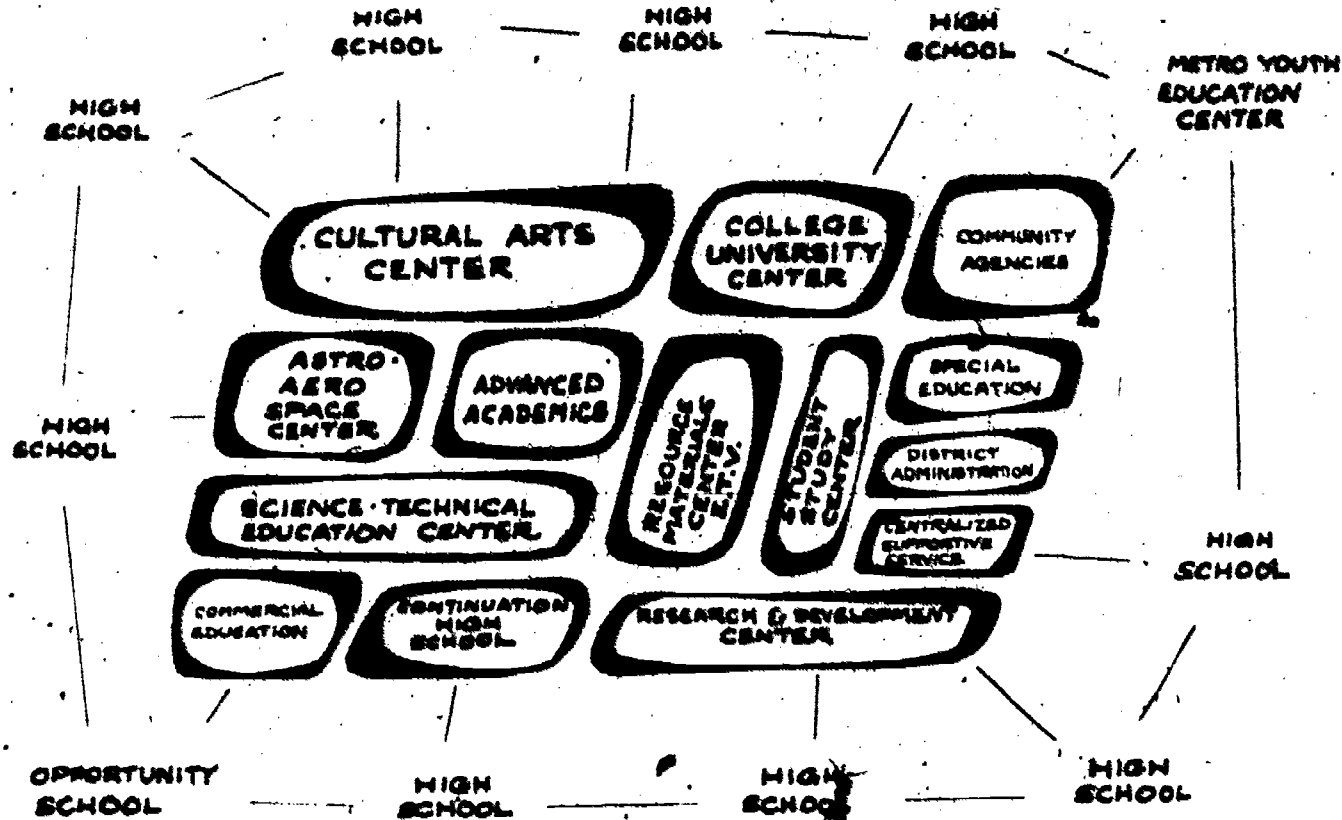 HIGH
SCHOOL
HIGH
SCHOOL
HIGH
SCHOOL
METRO YOUTH
EDUCATION
CENTER
HIGH
SCHOOL
CULTURAL ARTS
CENTER
COLLEGE
UNIVERSITY
CENTER
COMMUNITY
AGENCIES
ASTRO·
AERO
SPACE
CENTER
ADVANCED
ACADEMICS
RESOURCE
MATERIALS
CENTER
E.T.V.
STUDENT
STUDY
CENTER
SPECIAL
EDUCATION
DISTRICT
ADMINISTRATION
CENTRALIZED
SUPPORTIVE
SERVICE
HIGH
SCHOOL
SCIENCE·TECHNICAL
EDUCATION CENTER
HIGH
SCHOOL
COMMERCIAL
EDUCATION
CONTINUATION
HIGH
SCHOOL
RESEARCH & DEVELOPMENT
CENTER
OPPORTUNITY
SCHOOL
HIGH
SCHOOL
HIGH
SCHOOL
HIGH
SCHOOL